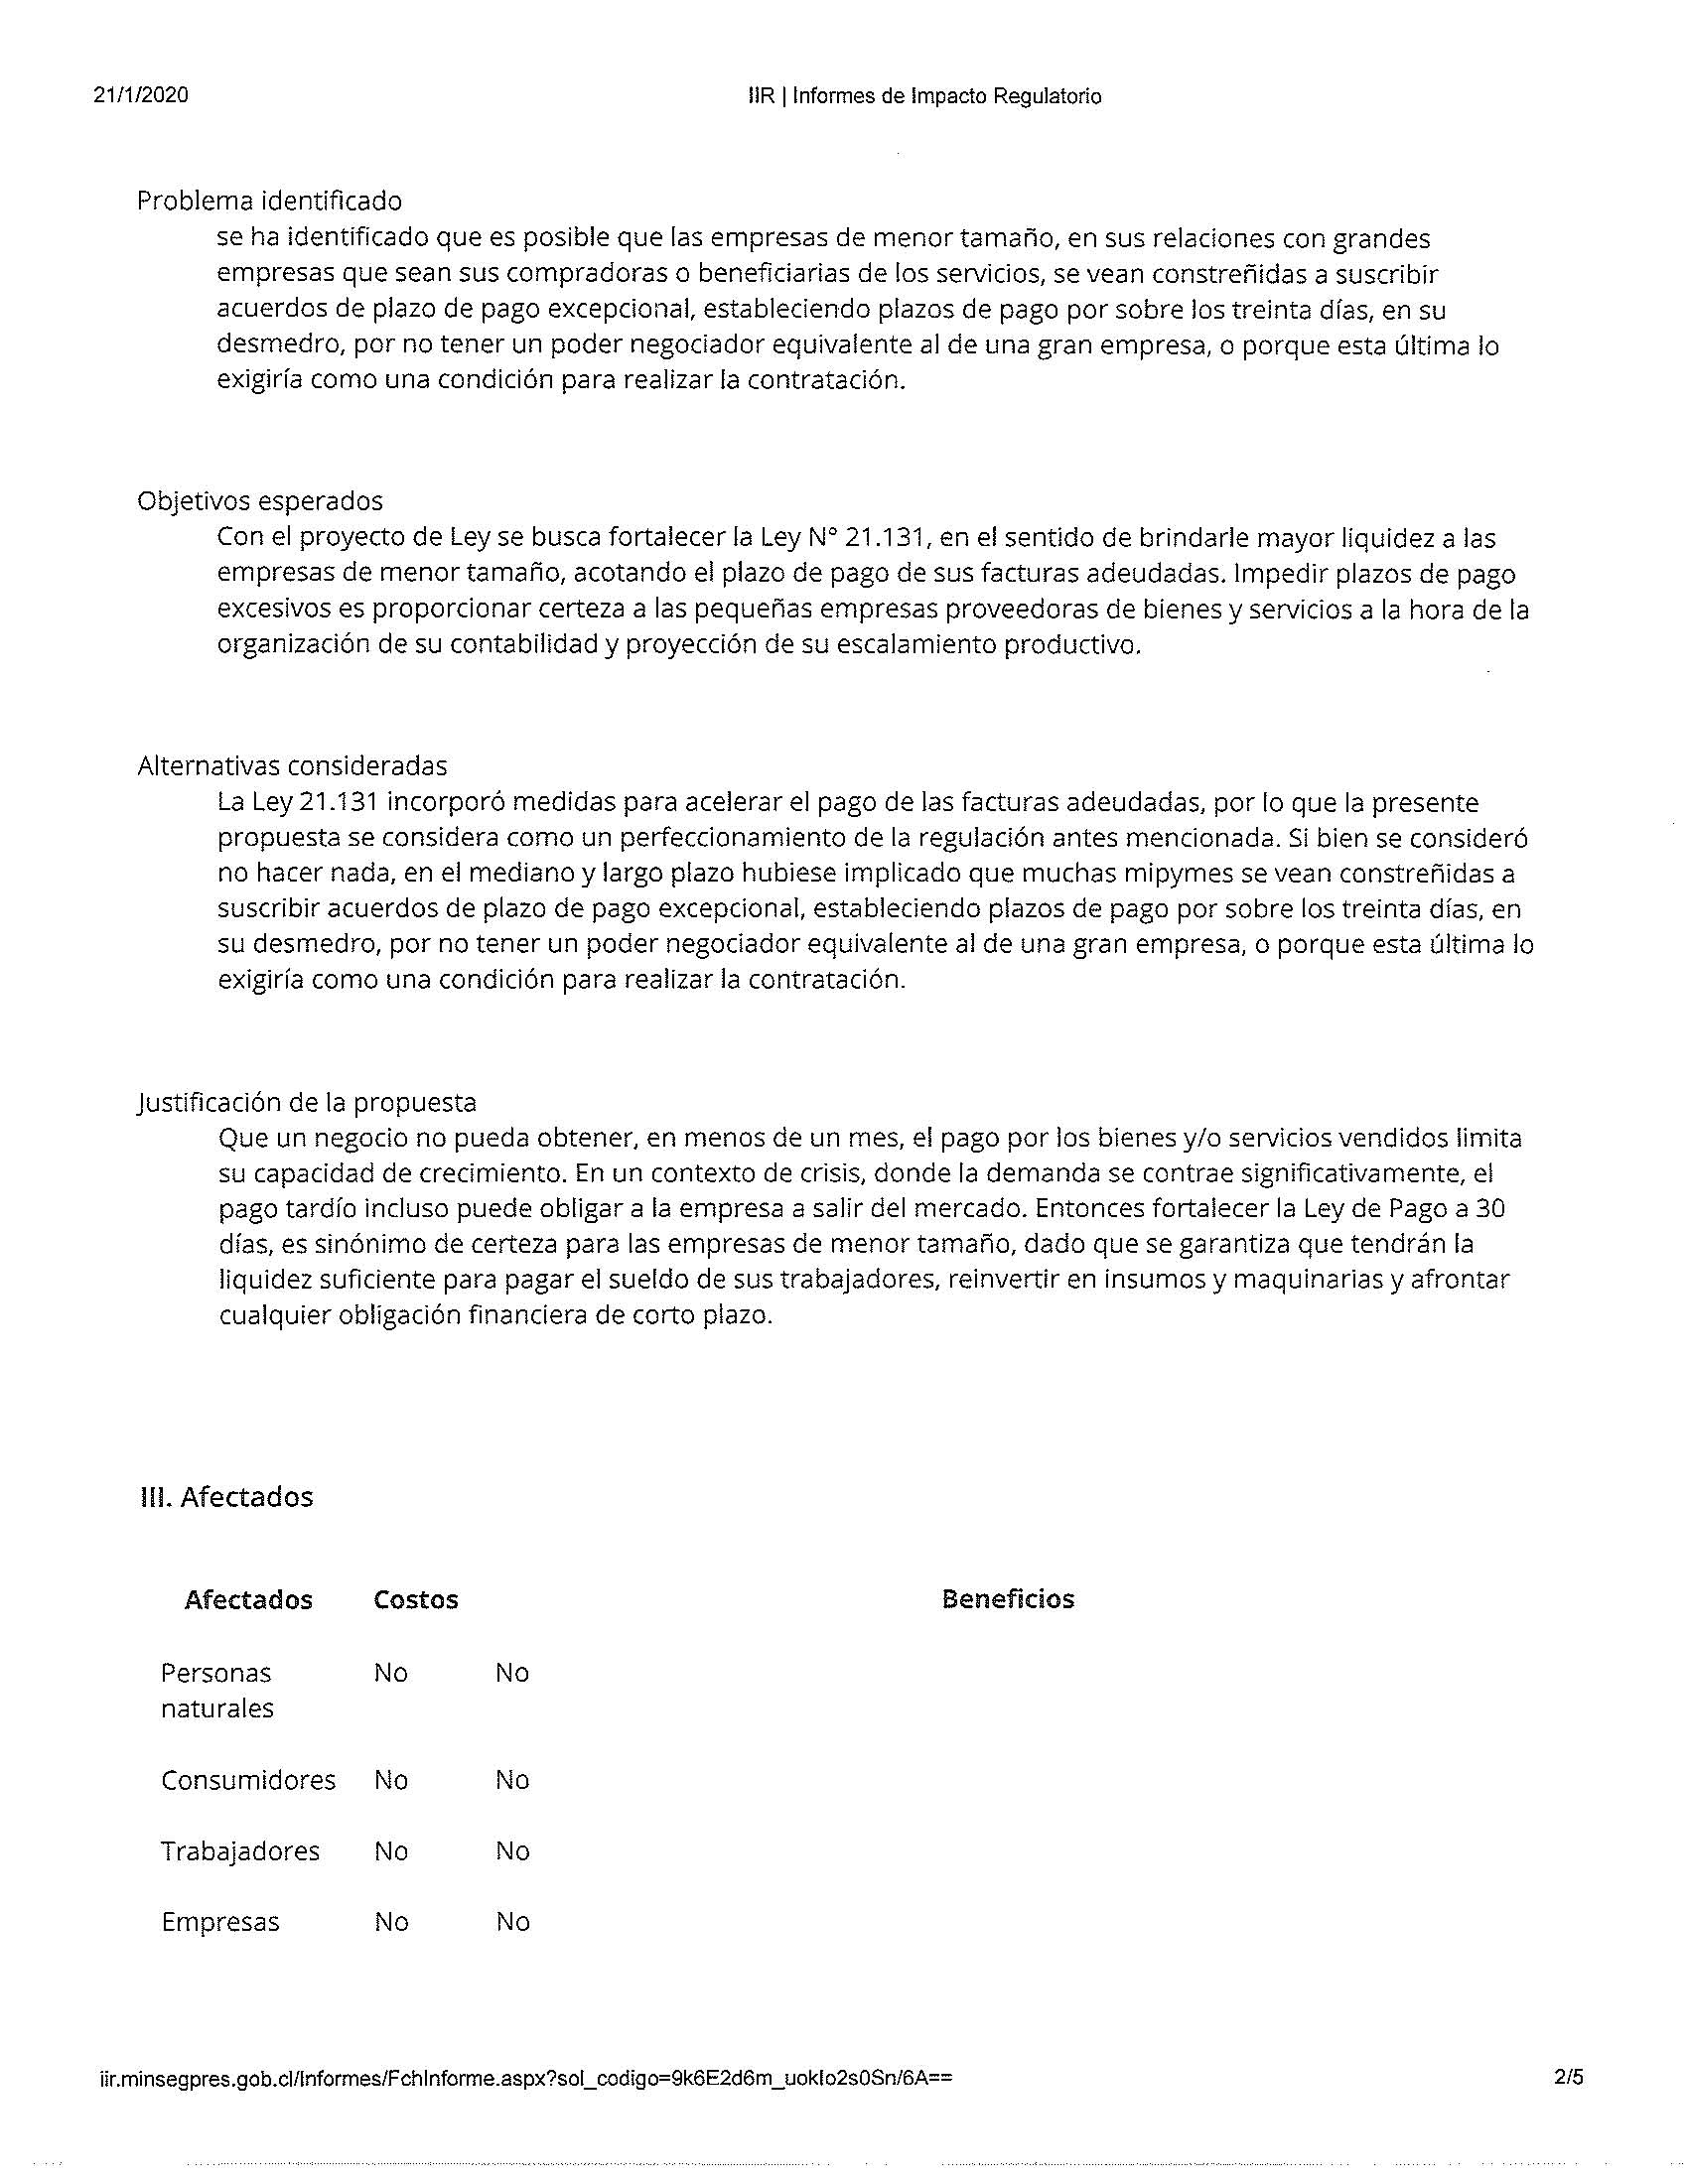 21/1/2020
IIR | Informes de Impacto Regulatorio
Problema identificado
se ha identificado que es posible que las empresas de menor tamaño, en sus relaciones con grandes
empresas que sean sus compradoras o beneficiarias de los servicios, se vean constreñidas a suscribir
acuerdos de plazo de pago excepcional, estableciendo plazos de pago por sobre los treinta días, en su
desmedro, por no tener un poder negociador equivalente al de una gran empresa, o porque esta última lo
exigiría como una condición para realizar la contratación.
Objetivos esperados
Con el proyecto de Ley se busca fortalecer la Ley N° 21.131, en el sentido de brindarle mayor liquidez a las
empresas de menor tamaño, acotando el plazo de pago de sus facturas adeudadas. Impedir plazos de pago
excesivos es proporcionar certeza a las pequeñas empresas proveedoras de bienes y servicios a la hora de la
organización de su contabilidad y proyección de su escalamiento productivo.
Alternativas consideradas
La Ley 21.131 incorporó medidas para acelerar el pago de las facturas adeudadas, por lo que la presente
propuesta se considera como un perfeccionamiento de la regulación antes mencionada. Si bien se consideró
no hacer nada, en el mediano y largo plazo hubiese implicado que muchas mipymes se vean constreñidas a
suscribir acuerdos de plazo de pago excepcional, estableciendo plazos de pago por sobre los treinta días, en
su desmedro, por no tener un poder negociador equivalente al de una gran empresa, o porque esta última lo
exigiría como una condición para realizar la contratación.
Justificación de la propuesta
Que un negocio no pueda obtener, en menos de un mes, el pago por los bienes y/o servicios vendidos limita
su capacidad de crecimiento. En un contexto de crisis, donde la demanda se contrae significativamente, el
pago tardío incluso puede obligar a la empresa a salir del mercado. Entonces fortalecer la Ley de Pago a 30
días, es sinónimo de certeza para las empresas de menor tamaño, dado que se garantiza que tendrán la
liquidez suficiente para pagar el sueldo de sus trabajadores, reinvertir en insumos y maquinarias y afrontar
cualquier obligación financiera de corto plazo.
III. Afectados
Afectados Costos Beneficios
Personas No No
naturales
Consumidores No No
Trabajadores No No
Empresas No No
iir.minsegpres.gob.cl/Informes/FchInforme.aspx?sol_codigo=9k6E2d6m_uokIo2s0Sn/6A==
2/5